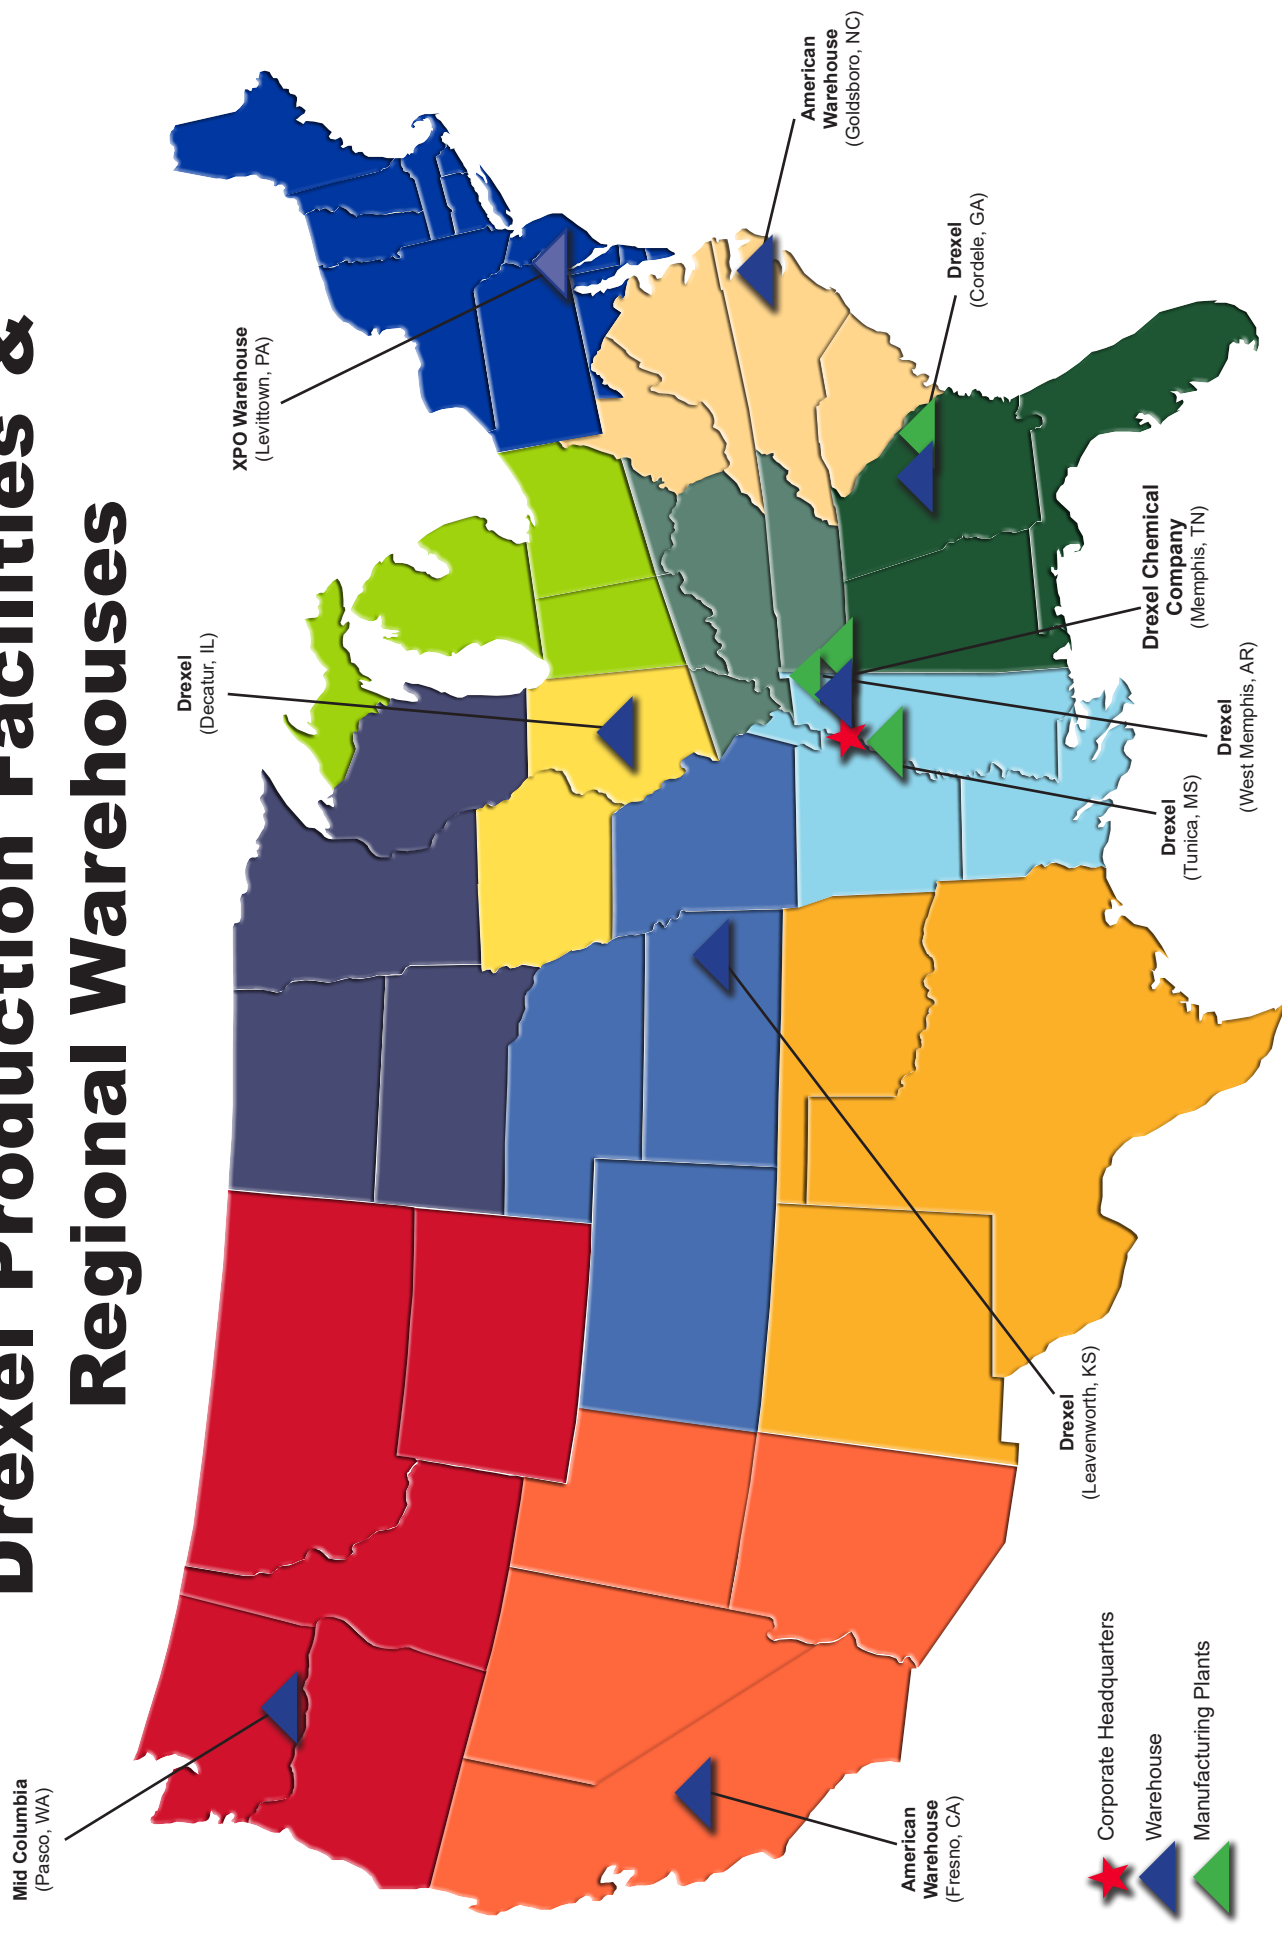 Drexel Production Facilities &
Regional Warehouses
Mid Columbia
(Pasco, WA)
Drexel
(Decatur, IL)
XPO Warehouse
(Levittown, PA)
American
Warehouse
(Goldsboro, NC)
Drexel
(Cordele, GA)
Drexel Chemical
Company
(Memphis, TN)
Drexel
(West Memphis, AR)
Drexel
(Tunica, MS)
Drexel
(Leavenworth, KS)
American
Warehouse
(Fresno, CA)
Corporate Headquarters
Warehouse
Manufacturing Plants